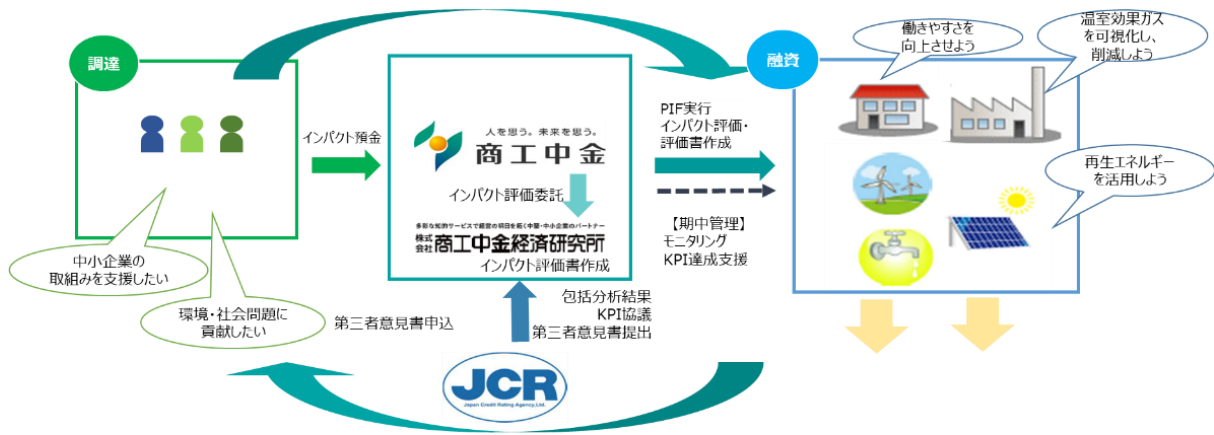 調達
インパクト預金
中小企業の
取組みを支援したい
環境・社会問題に
貢献したい
人を思う。未来を思う。
商工中金
インパクト評価委託
多彩な知的サービスで経営の明日を拓く中堅・中小企業のパートナー
株式会社 商工中金経済研究所
インパクト評価書作成
第三者意見書申込
包括分析結果
KPI協議
第三者意見書提出
JCR
Japan Credit Rating Agency,Ltd.
融資
PIF実行
インパクト評価・
評価書作成
【期中管理】
モニタリング
KPI達成支援
働きやすさを
向上させよう
温室効果ガス
を可視化し、
削減しよう
再生エネルギー
を活用しよう